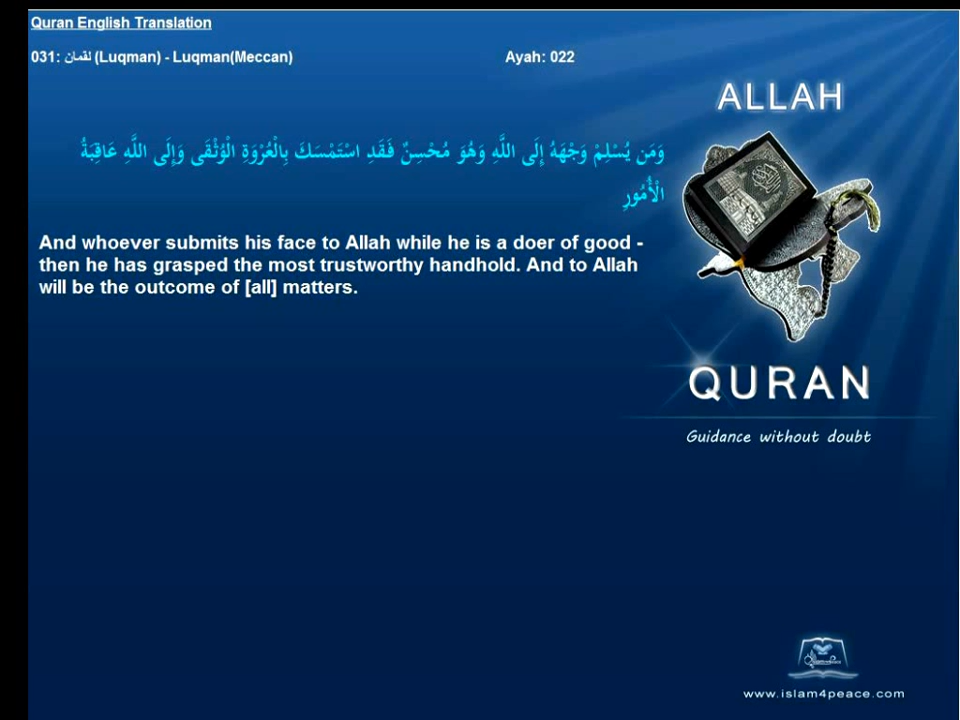 Quran English Translation
031: لقمان (Luqman) - Luqman(Meccan) Ayah: 022
ALLAH
وَمَن يُسْلِمْ وَجْهَهُ إِلَى اللَّهِ وَهُوَ مُحْسِنٌ فَقَدِ اسْتَمْسَكَ بِالْعُرْوَةِ الْوُثْقَى وَإِلَى اللَّهِ عَاقِبَةُ
الْأُمُورِ
And whoever submits his face to Allah while he is a doer of good -
then he has grasped the most trustworthy handhold. And to Allah
will be the outcome of [all] matters.
QURAN
Guidance without doubt
www.islam4peace.com